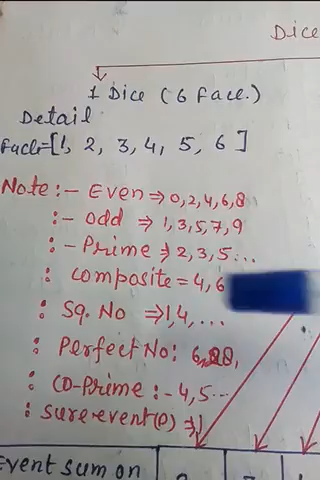 Dice
1 Dice (6 Face.)
Detail
Face=[1, 2, 3, 4, 5, 6]
Note:- Even ⇒ 0,2,4,6,8
:- odd ⇒ 1,3,5,7,9
:- Prime ⇒ 2,3,5...
: composite = 4,6
: Sq. No ⇒ 1,4,...
: Perfect No: 6,28,
: CO-Prime :- 4,5...
: sure event(P) ⇒ 1
Event sum on